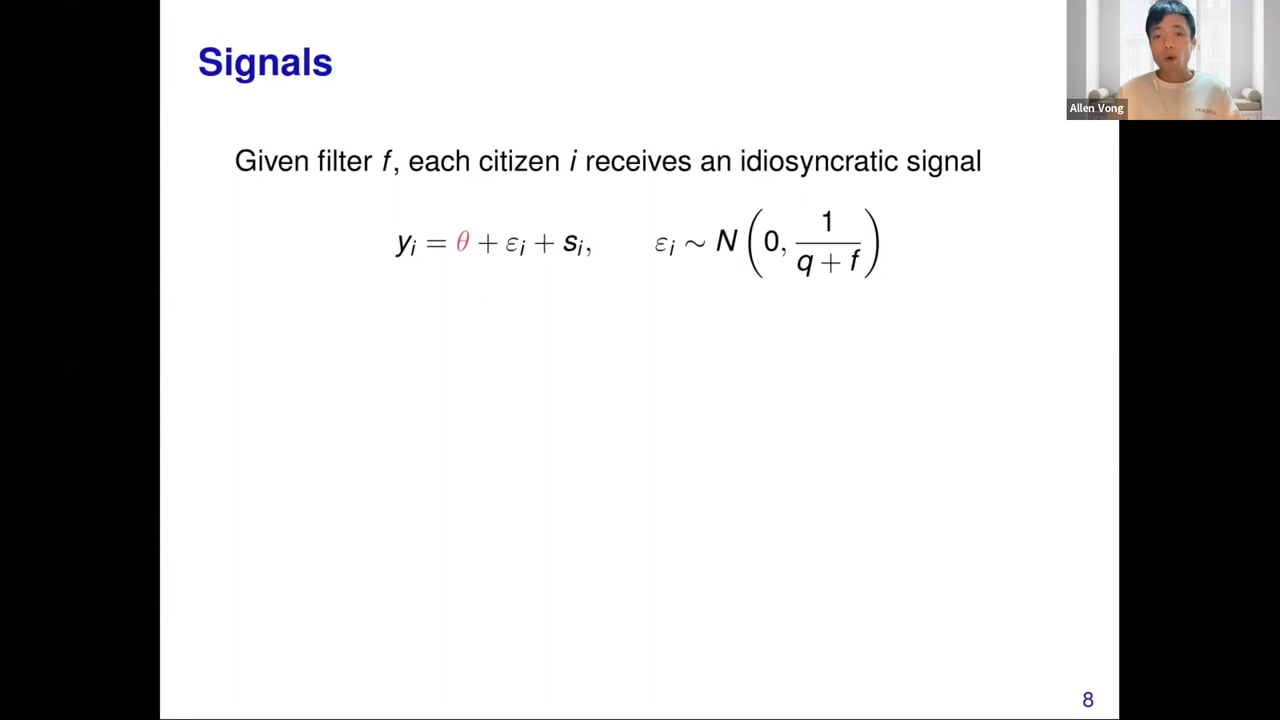 Signals
Given filter f, each citizen i receives an idiosyncratic signal
yᵢ = θ + εᵢ + sᵢ, εᵢ ∼ N(0, 1/(q + f))
Allen Vong
8